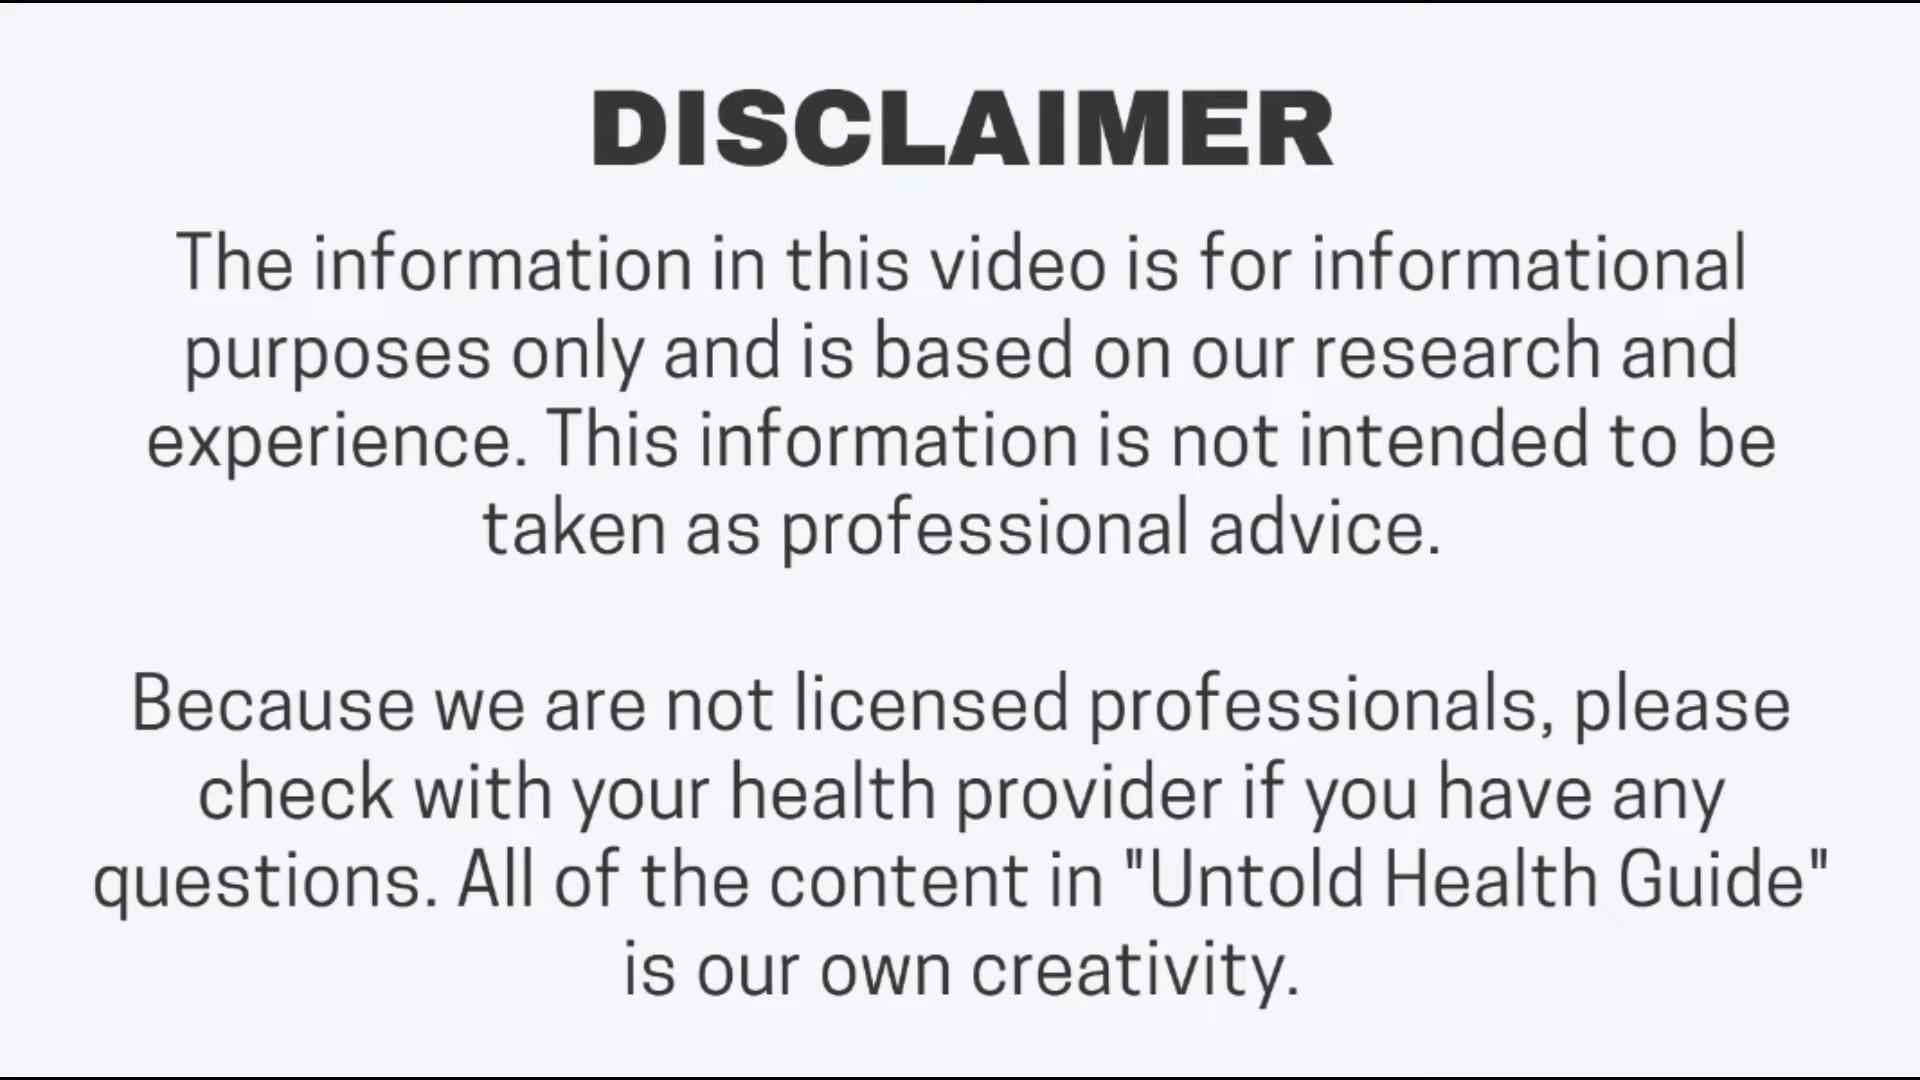 DISCLAIMER
The information in this video is for informational
purposes only and is based on our research and
experience. This information is not intended to be
taken as professional advice.
Because we are not licensed professionals, please
check with your health provider if you have any
questions. All of the content in "Untold Health Guide"
is our own creativity.